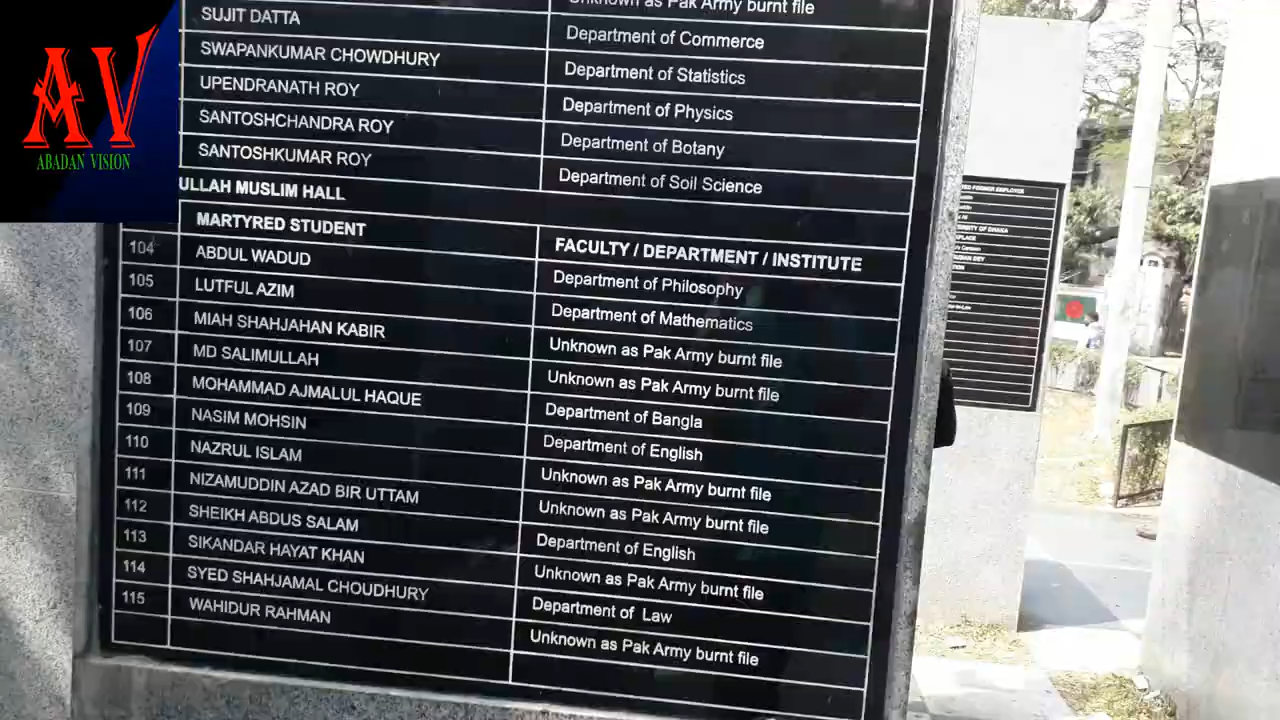 AV
ABADAN VISION
Unknown as Pak Army burnt file
SUJIT DATTA Department of Commerce
SWAPANKUMAR CHOWDHURY Department of Statistics
UPENDRANATH ROY Department of Physics
SANTOSHCHANDRA ROY Department of Botany
SANTOSHKUMAR ROY Department of Soil Science
ULLAH MUSLIM HALL
MARTYRED STUDENT FACULTY / DEPARTMENT / INSTITUTE
104 ABDUL WADUD Department of Philosophy
105 LUTFUL AZIM Department of Mathematics
106 MIAH SHAHJAHAN KABIR Unknown as Pak Army burnt file
107 MD SALIMULLAH Unknown as Pak Army burnt file
108 MOHAMMAD AJMALUL HAQUE Department of Bangla
109 NASIM MOHSIN Department of English
110 NAZRUL ISLAM Unknown as Pak Army burnt file
111 NIZAMUDDIN AZAD BIR UTTAM Unknown as Pak Army burnt file
112 SHEIKH ABDUS SALAM Department of English
113 SIKANDAR HAYAT KHAN Unknown as Pak Army burnt file
114 SYED SHAHJAMAL CHOUDHURY Department of Law
115 WAHIDUR RAHMAN Unknown as Pak Army burnt file
FORMER EMPLOYEE
OF DHAKA